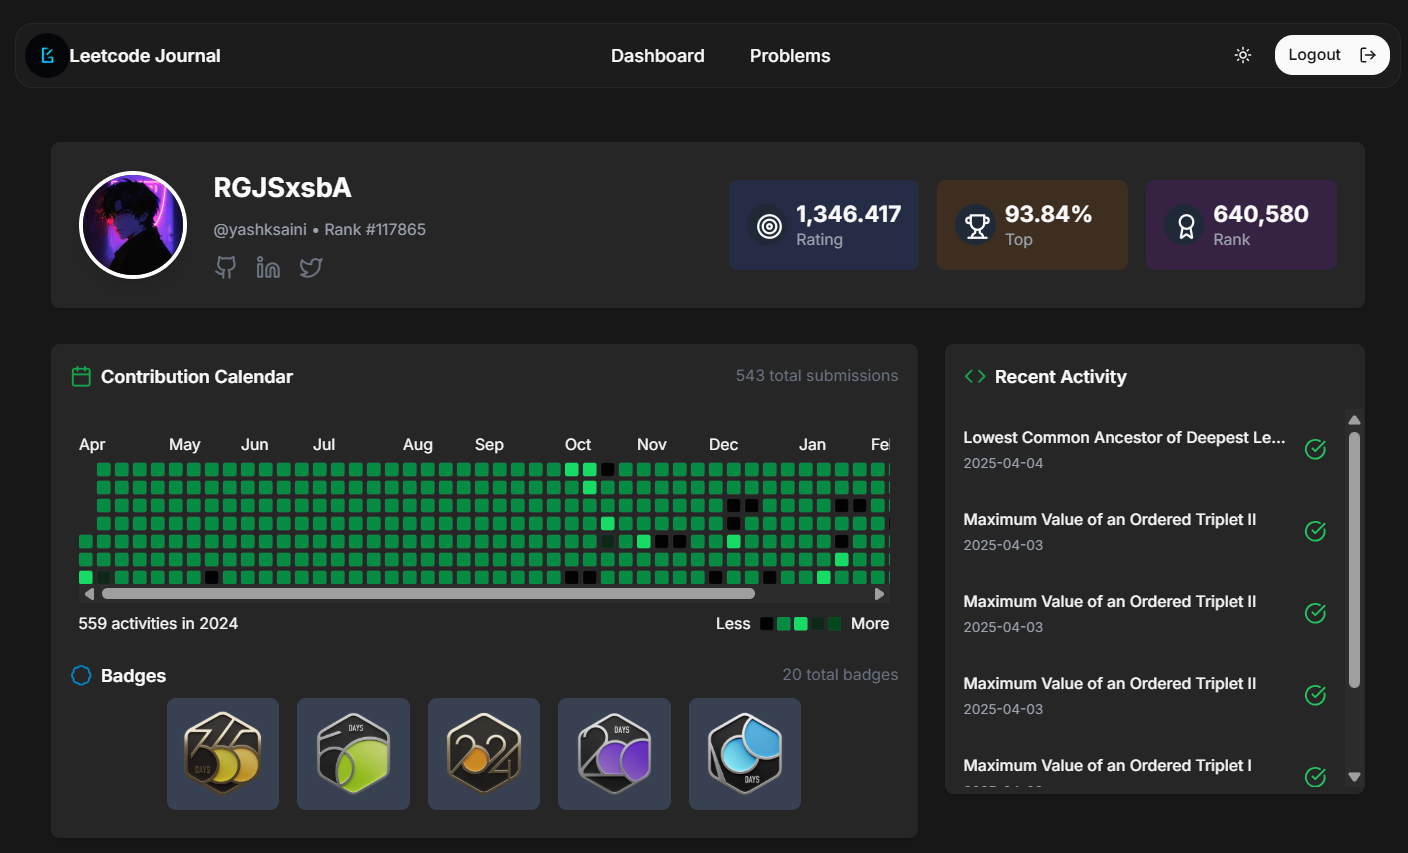 Leetcode Journal
Dashboard
Problems
Logout
RGJSxsbA
@yashksaini • Rank #117865
1,346.417
Rating
93.84%
Top
640,580
Rank
Contribution Calendar
543 total submissions
Apr May Jun Jul Aug Sep Oct Nov Dec Jan
559 activities in 2024
Less
More
Badges
20 total badges
365
DAYS
DAYS
2024
200
DAYS
DAYS
Recent Activity
Lowest Common Ancestor of Deepest Le...
2025-04-04
Maximum Value of an Ordered Triplet II
2025-04-03
Maximum Value of an Ordered Triplet II
2025-04-03
Maximum Value of an Ordered Triplet II
2025-04-03
Maximum Value of an Ordered Triplet I